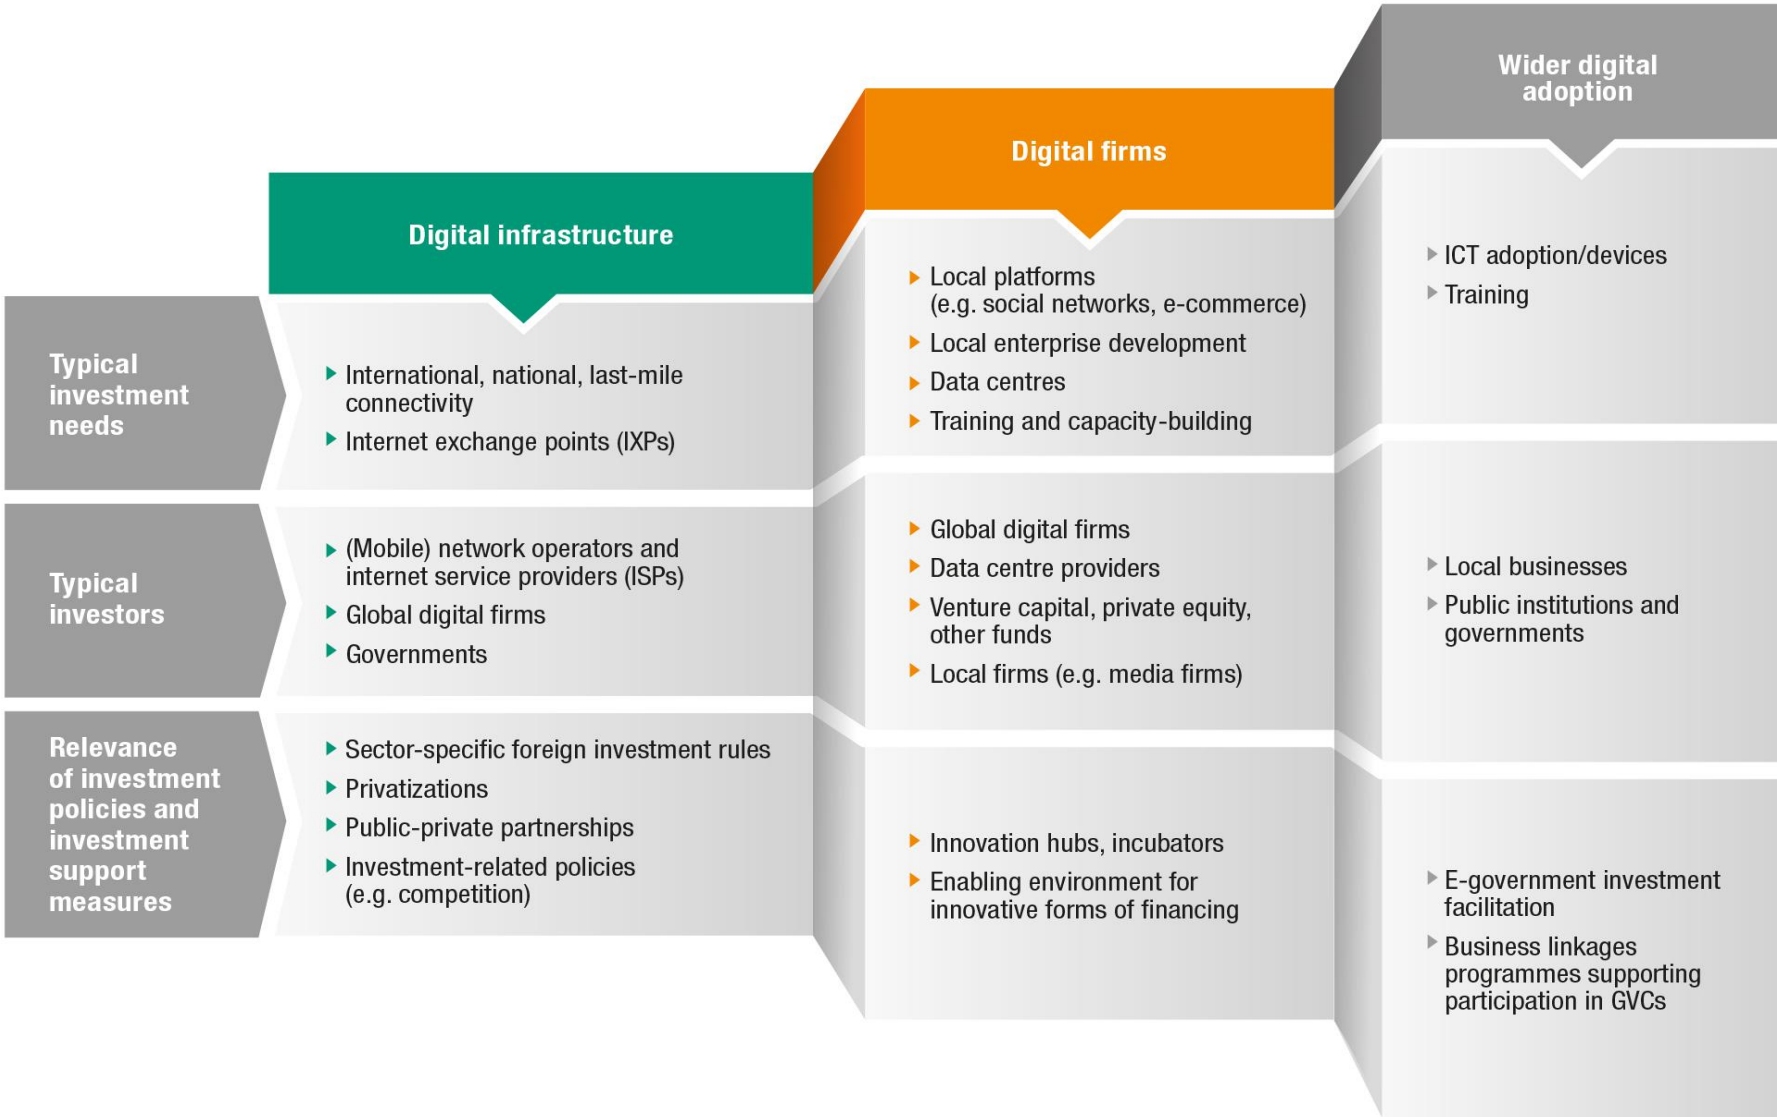 Wider digital
adoption
Digital firms
Digital infrastructure
Typical
investment
needs
International, national, last-mile
connectivity
Internet exchange points (IXPs)
Local platforms
(e.g. social networks, e-commerce)
Local enterprise development
Data centres
Training and capacity-building
ICT adoption/devices
Training
Typical
investors
(Mobile) network operators and
internet service providers (ISPs)
Global digital firms
Governments
Global digital firms
Data centre providers
Venture capital, private equity,
other funds
Local firms (e.g. media firms)
Local businesses
Public institutions and
governments
Relevance
of investment
policies and
investment
support
measures
Sector-specific foreign investment rules
Privatizations
Public-private partnerships
Investment-related policies
(e.g. competition)
Innovation hubs, incubators
Enabling environment for
innovative forms of financing
E-government investment
facilitation
Business linkages
programmes supporting
participation in GVCs